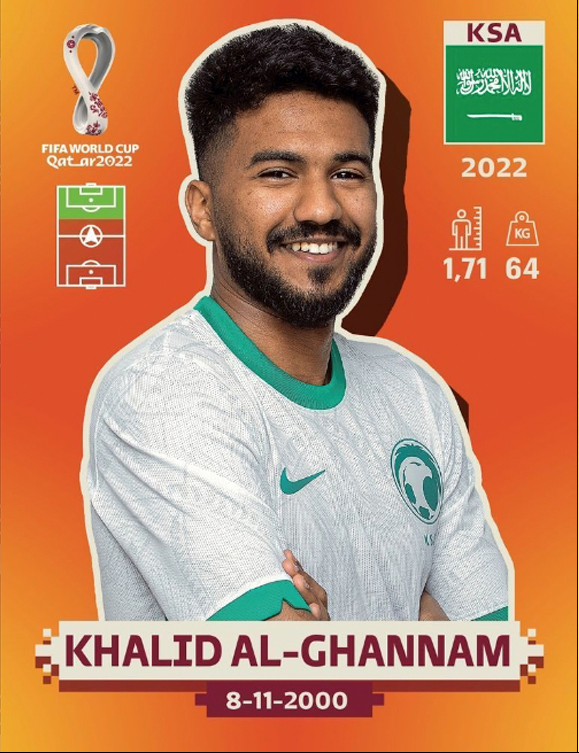 FIFA WORLD CUP
Qatar2022
TM
KSA
لا إله إلا الله محمد رسول الله
2022
KG
1,71 64
K.S
KHALID AL-GHANNAM
8-11-2000